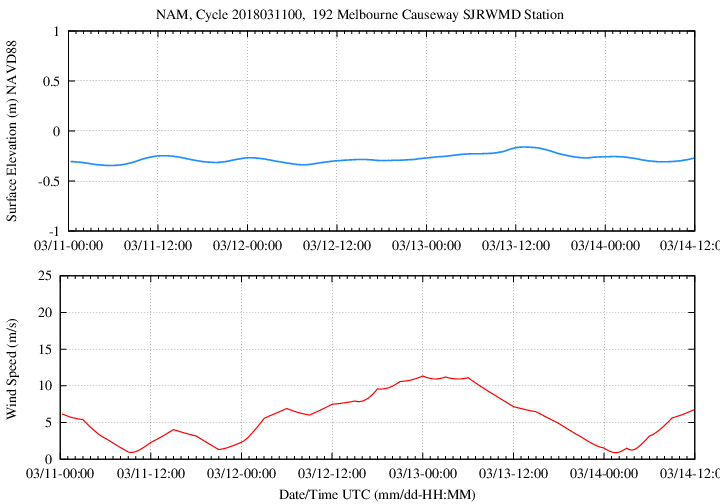 NAM, Cycle 2018031100,  192 Melbourne Causeway SJRWMD Station
Surface Elevation (m) NAVD88
1
0.5
0
-0.5
-1
03/11-00:00 03/11-12:00 03/12-00:00 03/12-12:00 03/13-00:00 03/13-12:00 03/14-00:00 03/14-12:0
Wind Speed (m/s)
25
20
15
10
5
0
03/11-00:00 03/11-12:00 03/12-00:00 03/12-12:00 03/13-00:00 03/13-12:00 03/14-00:00 03/14-12:0
Date/Time UTC (mm/dd-HH:MM)